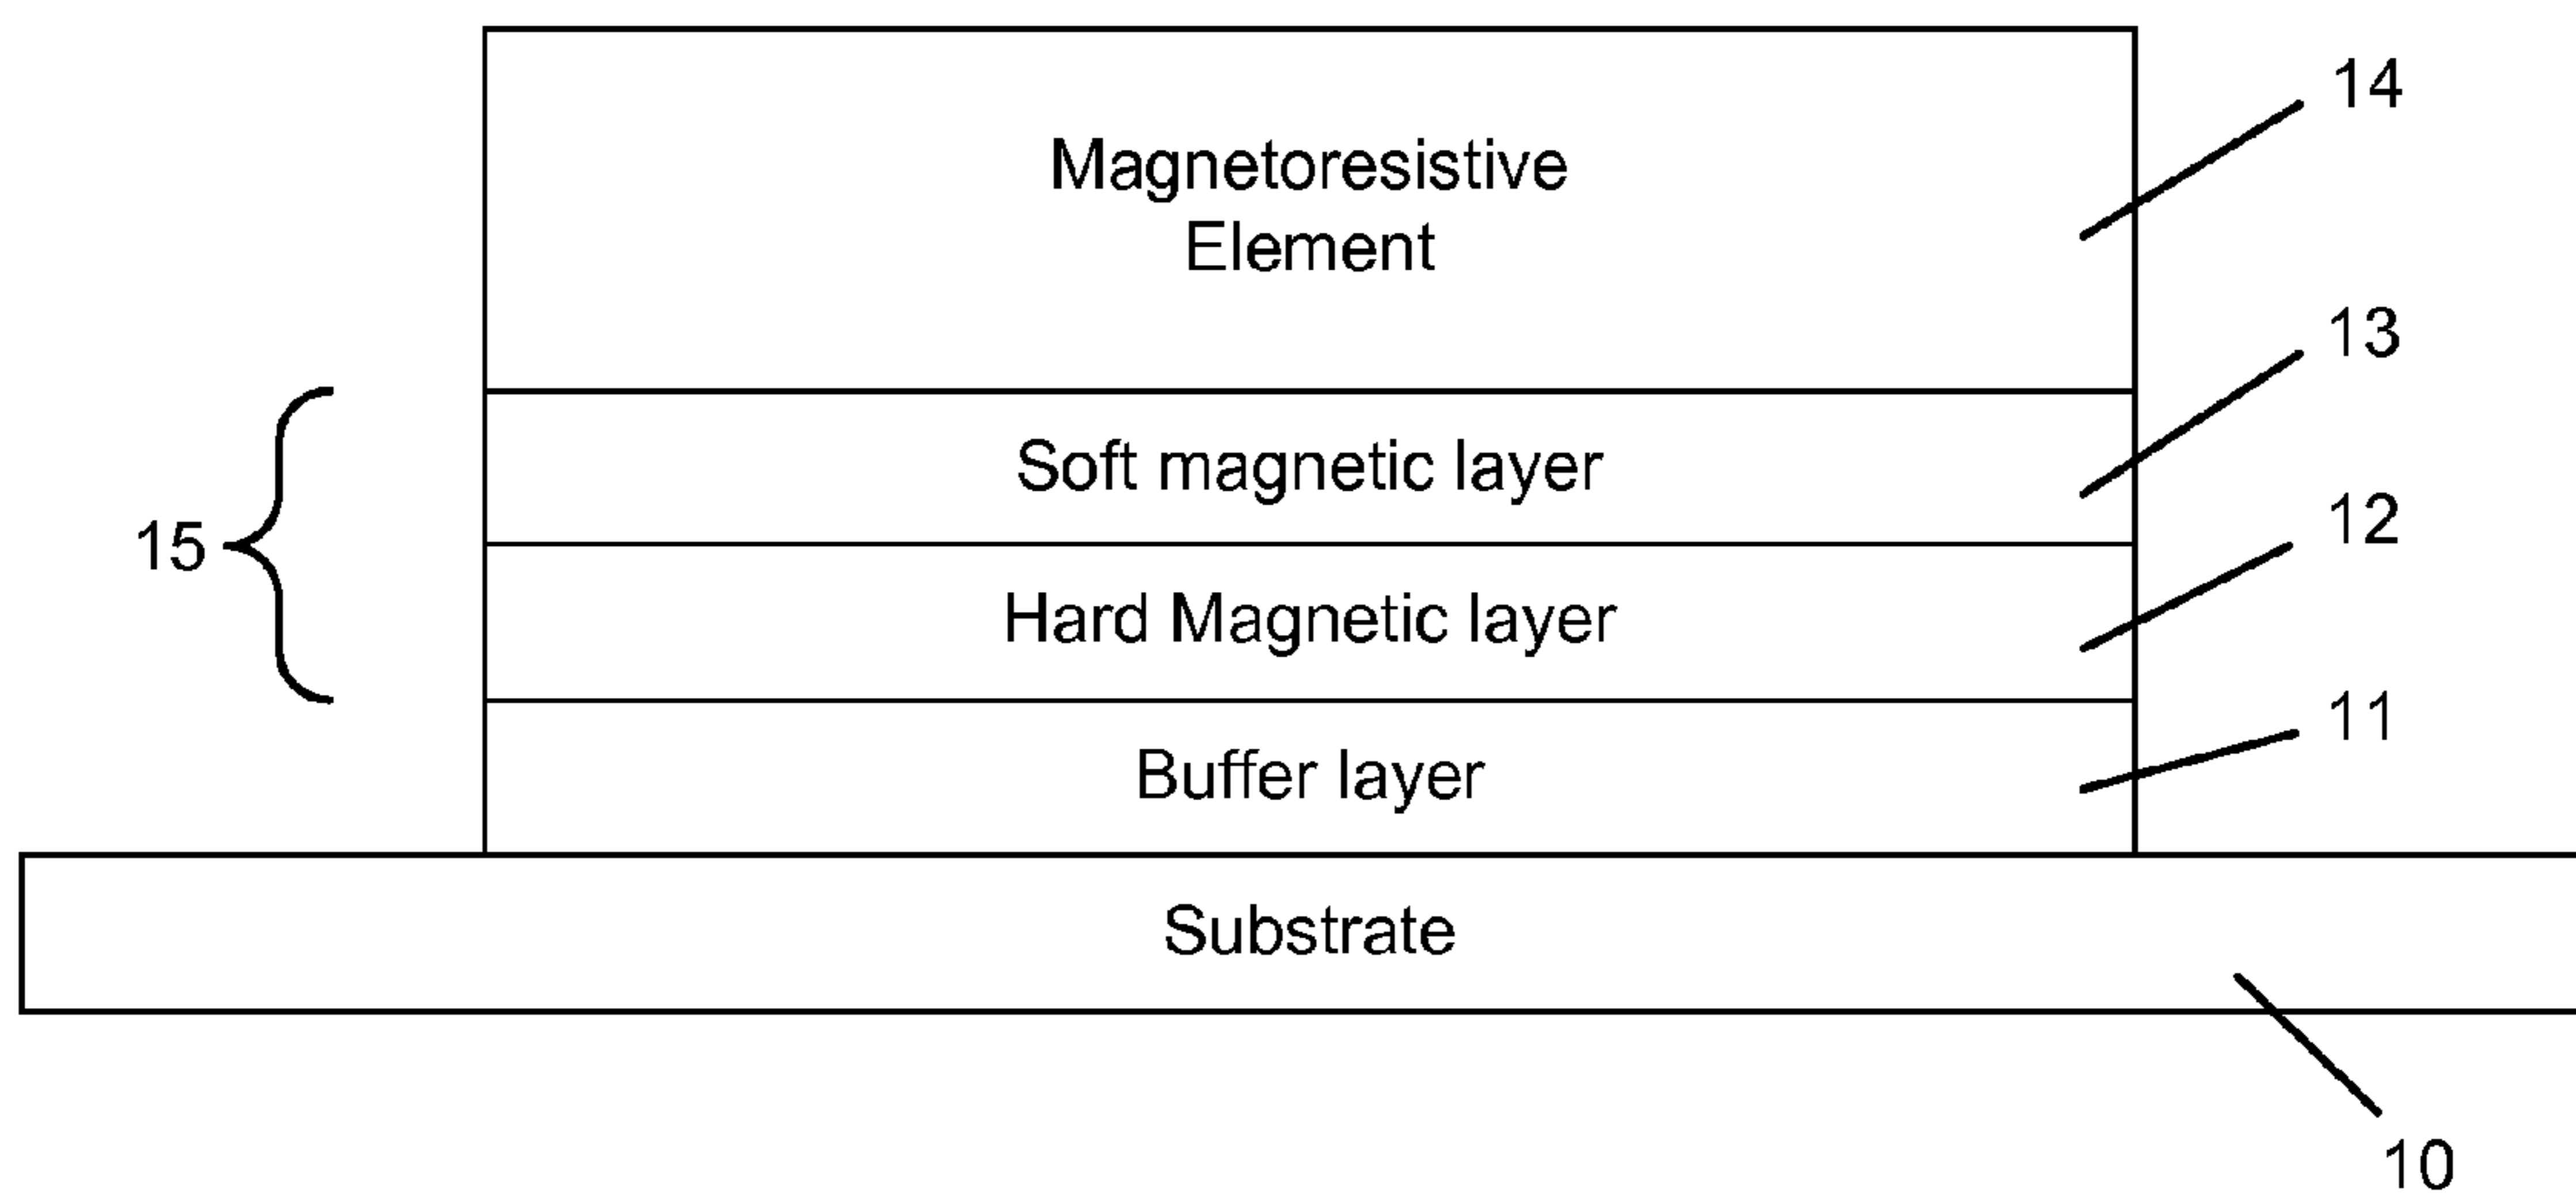 14
Magnetoresistive
Element
13
Soft magnetic layer
12
15
Hard Magnetic layer
11
Buffer layer
Substrate
10